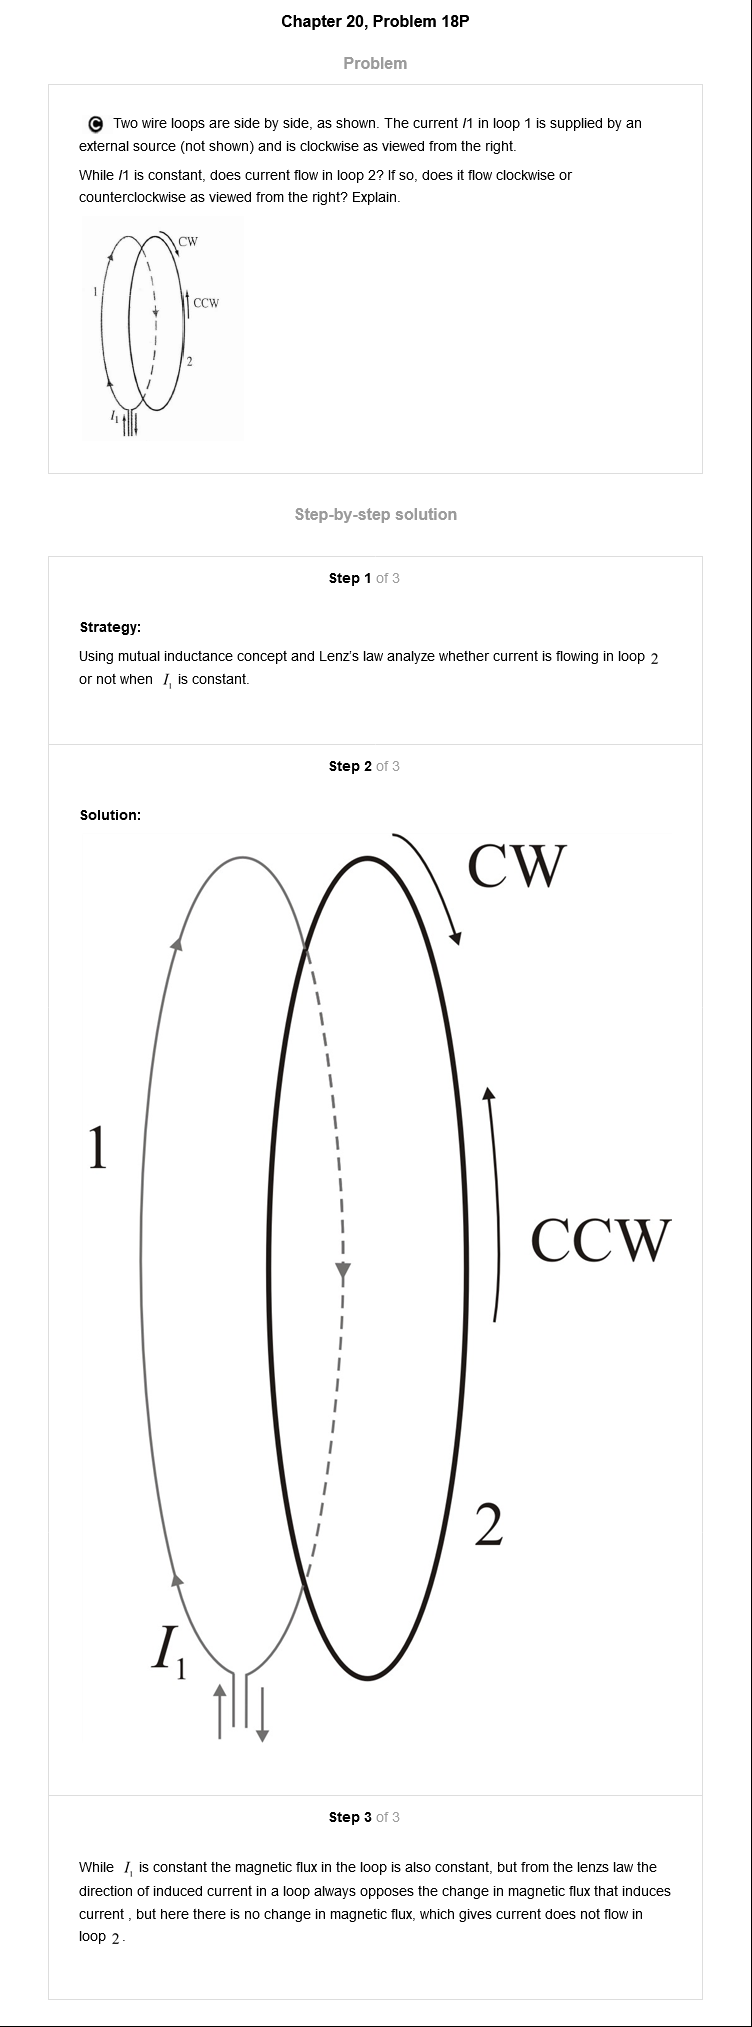 Chapter 20, Problem 18P
Problem
C Two wire loops are side by side, as shown. The current I1 in loop 1 is supplied by an
external source (not shown) and is clockwise as viewed from the right.
While I1 is constant, does current flow in loop 2? If so, does it flow clockwise or
counterclockwise as viewed from the right? Explain.
CW
1
CCW
2
I1
Step-by-step solution
Step 1 of 3
Strategy:
Using mutual inductance concept and Lenz's law analyze whether current is flowing in loop 2
or not when I1 is constant.
Step 2 of 3
Solution:
CW
1
CCW
2
I1
Step 3 of 3
While I1 is constant the magnetic flux in the loop is also constant, but from the lenzs law the
direction of induced current in a loop always opposes the change in magnetic flux that induces
current , but here there is no change in magnetic flux, which gives current does not flow in
loop 2.